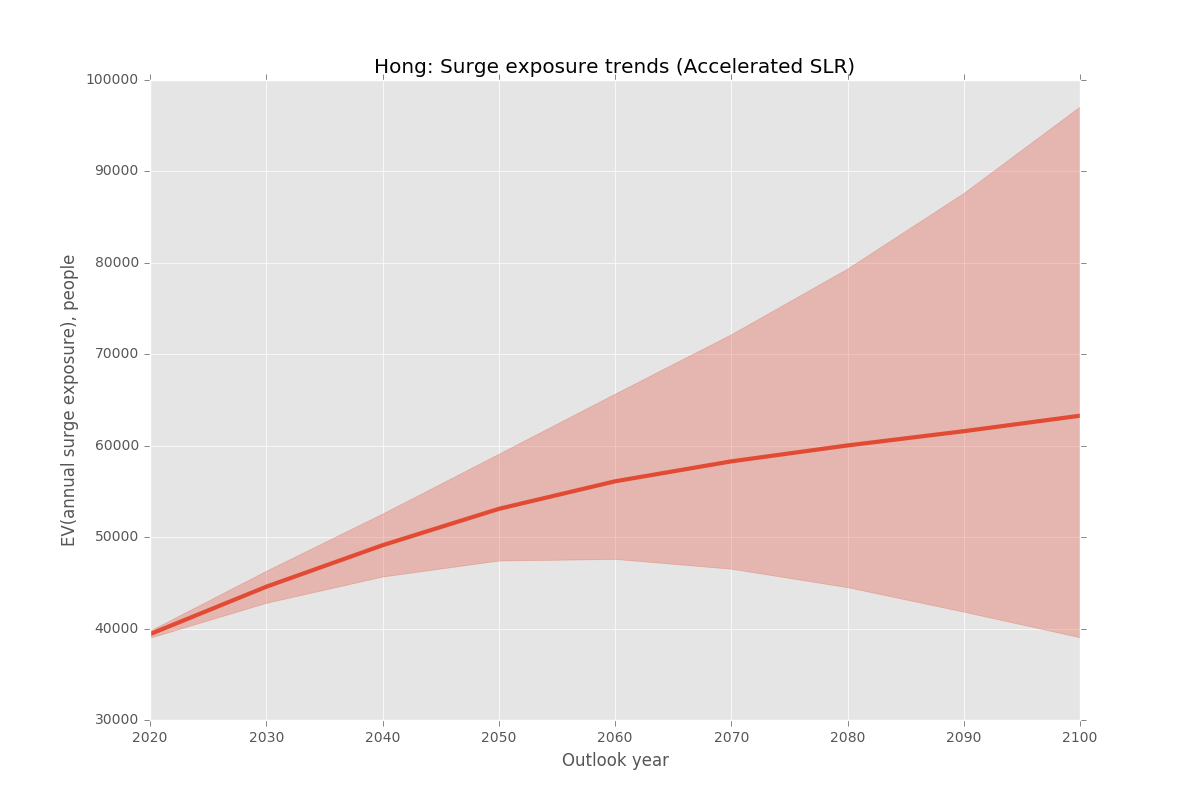 Hong: Surge exposure trends (Accelerated SLR)
100000
90000
80000
70000
60000
50000
40000
30000
EV(annual surge exposure), people
2020 2030 2040 2050 2060 2070 2080 2090 2100
Outlook year